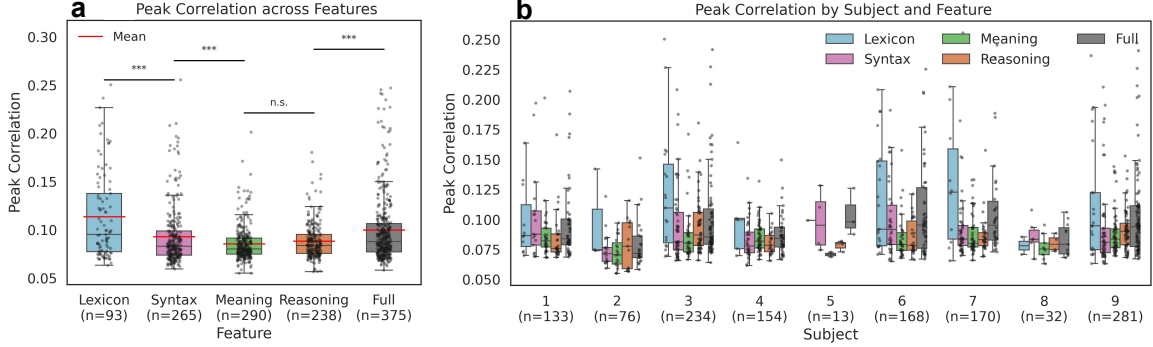 a
Peak Correlation across Features
Peak Correlation
0.30
0.25
0.20
0.15
0.10
0.05
Mean
***
***
n.s.
***
Lexicon Syntax Meaning Reasoning Full
(n=93) (n=265) (n=290) (n=238) (n=375)
Feature
b
Peak Correlation by Subject and Feature
Peak Correlation
0.250
0.225
0.200
0.175
0.150
0.125
0.100
0.075
0.050
Lexicon Meaning Full
Syntax Reasoning
1 2 3 4 5 6 7 8 9
(n=133) (n=76) (n=234) (n=154) (n=13) (n=168) (n=170) (n=32) (n=281)
Subject